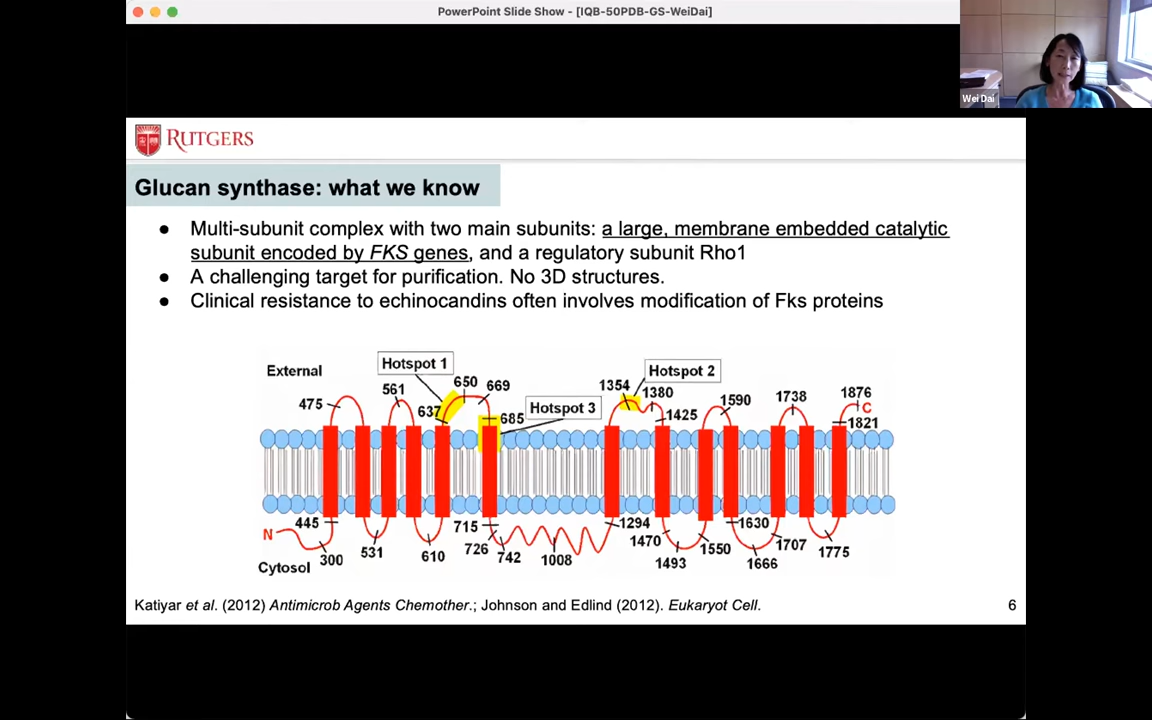 PowerPoint Slide Show - [IQB-50PDB-GS-WeiDai]
Wei Dai
RUTGERS
Glucan synthase: what we know
● Multi-subunit complex with two main subunits: a large, membrane embedded catalytic
subunit encoded by FKS genes, and a regulatory subunit Rho1
● A challenging target for purification. No 3D structures.
● Clinical resistance to echinocandins often involves modification of Fks proteins
External
Hotspot 1
Hotspot 2
Hotspot 3
475
561
637
650
669
685
1354
1380
1425
1590
1738
1876
C
1821
N
445
300
531
610
715
726
742
1008
1294
1470
1493
1550
1630
1666
1707
1775
Cytosol
Katiyar et al. (2012) Antimicrob Agents Chemother.; Johnson and Edlind (2012). Eukaryot Cell.
6